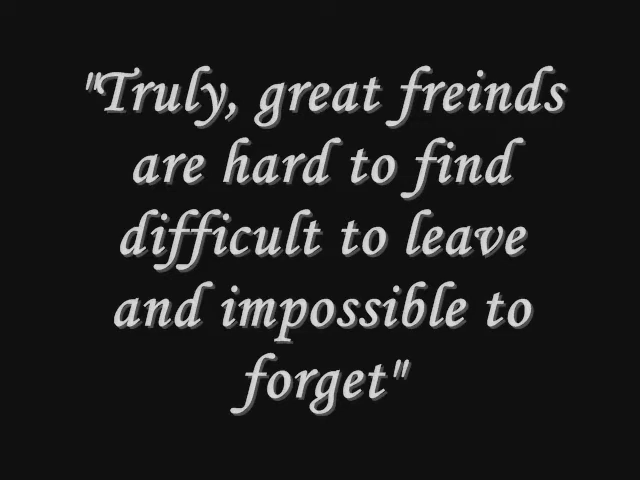 "Truly, great freinds
are hard to find
difficult to leave
and impossible to
forget"